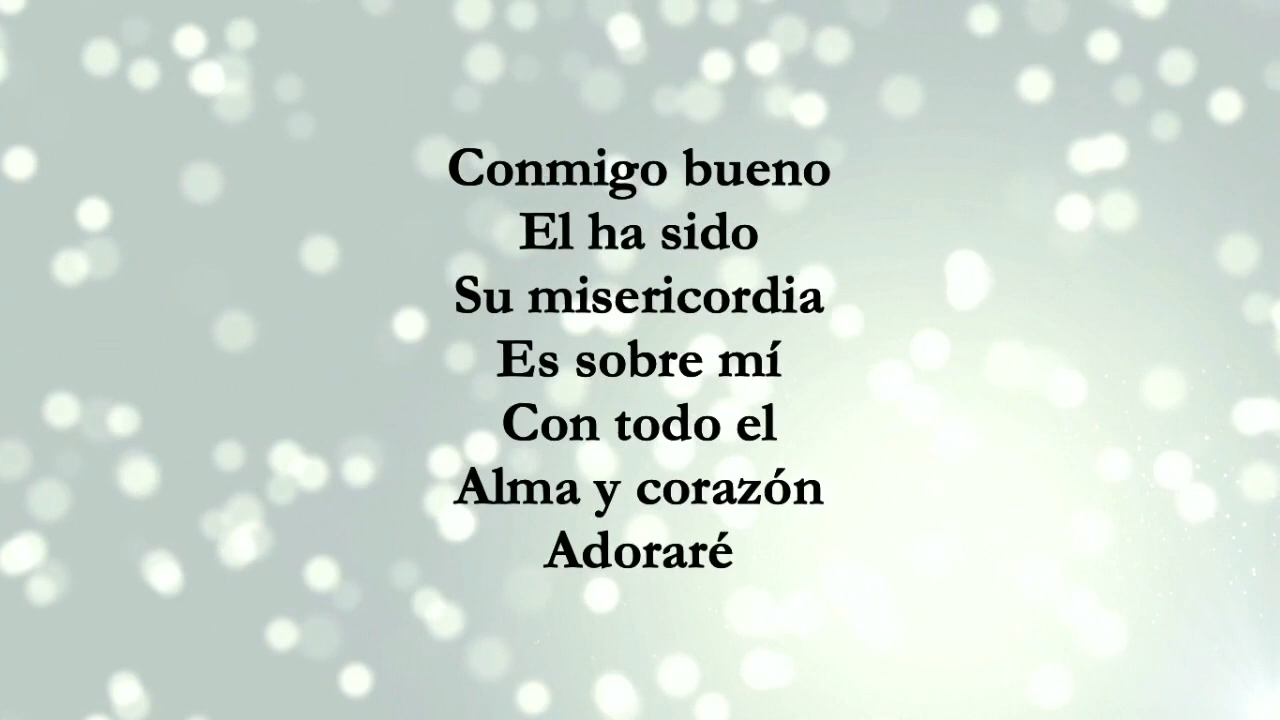 Conmigo bueno
El ha sido
Su misericordia
Es sobre mí
Con todo el
Alma y corazón
Adoraré